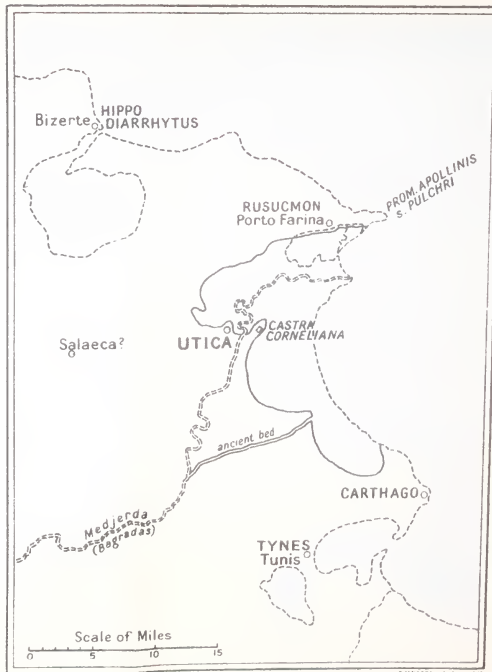 HIPPO
Bizerte DIARRHYTUS
PROM. APOLLINIS
S. PULCHRI
RUSUCMON
Porto Farina
UTICA
CASTRA
CORNELIANA
Salaeca?
ancient bed
CARTHAGO
Medjerda
(Bagradas)
TYNES
Tunis
Scale of Miles
0 5 10 15